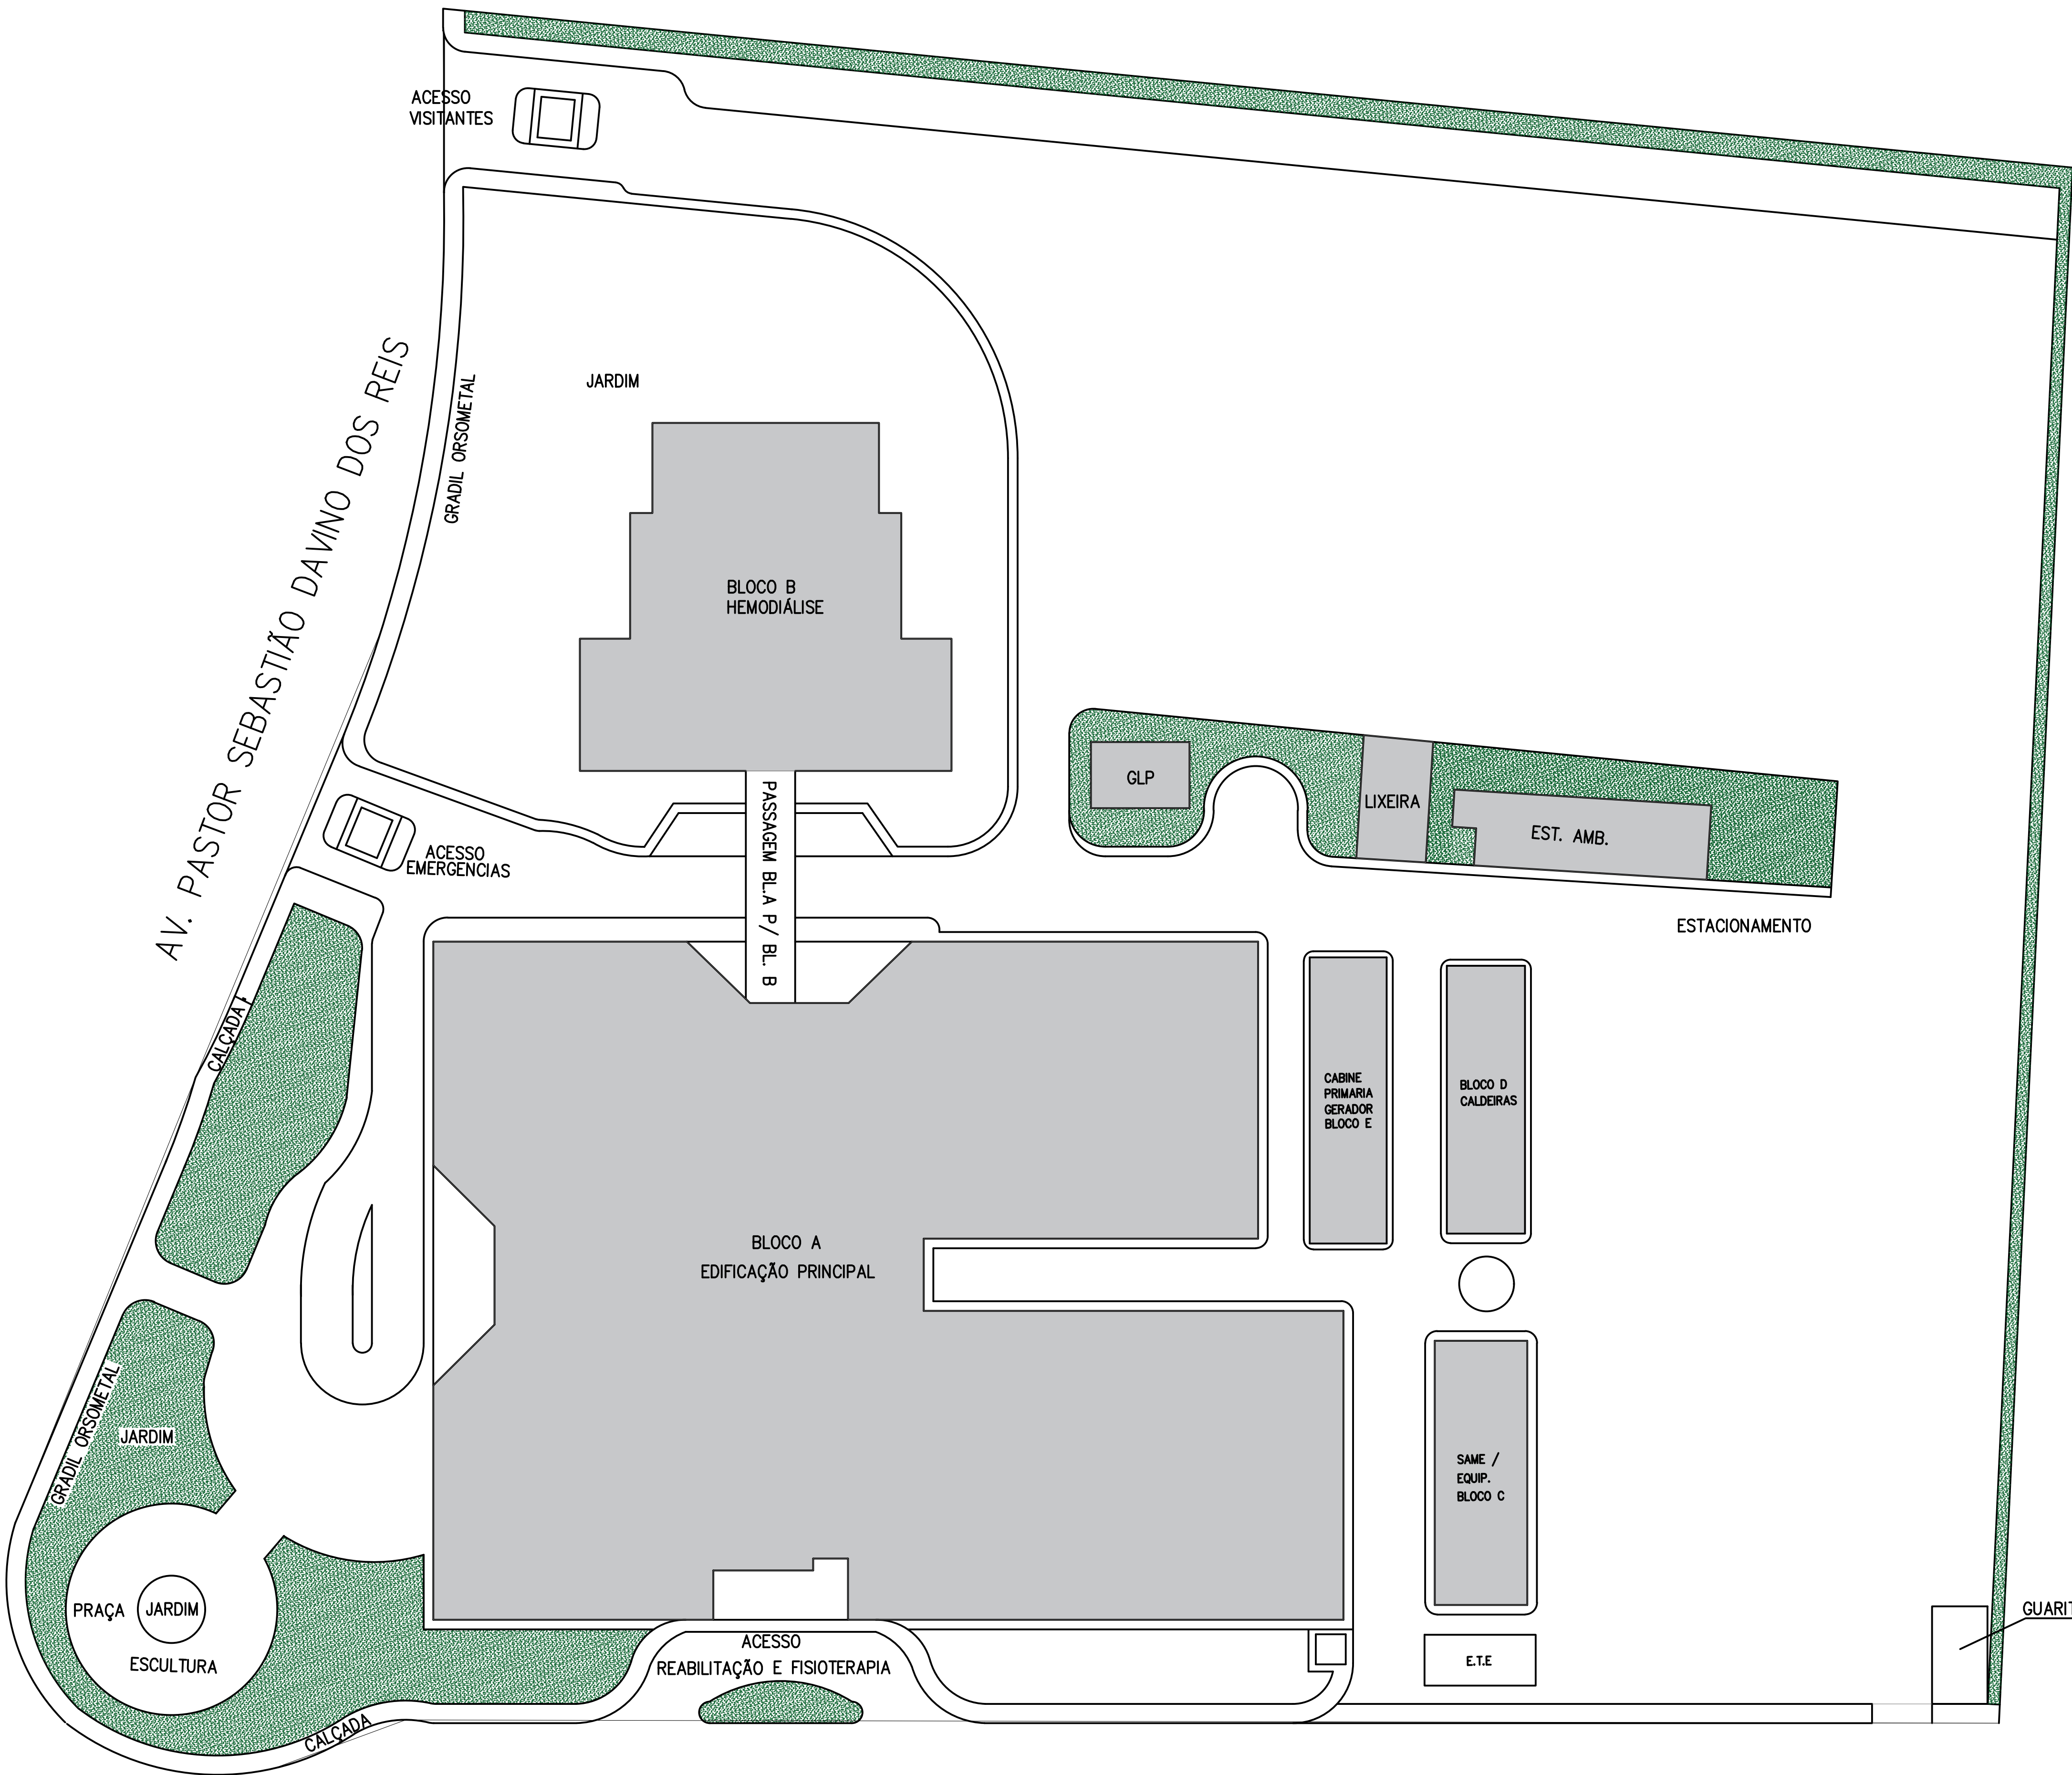 ACESSO
VISITANTES
AV. PASTOR SEBASTIÃO DAVINO DOS REIS
GRADIL ORSOMETAL
JARDIM
BLOCO B
HEMODIÁLISE
PASSAGEM BL.A P/ BL. B
GLP
LIXEIRA
EST. AMB.
ACESSO
EMERGENCIAS
ESTACIONAMENTO
CALÇADA
CABINE
PRIMARIA
GERADOR
BLOCO E
BLOCO D
CALDEIRAS
BLOCO A
EDIFICAÇÃO PRINCIPAL
GRADIL ORSOMETAL
JARDIM
SAME /
EQUIP.
BLOCO C
PRAÇA
JARDIM
ESCULTURA
ACESSO
REABILITAÇÃO E FISIOTERAPIA
E.T.E
GUARIT
CALÇADA